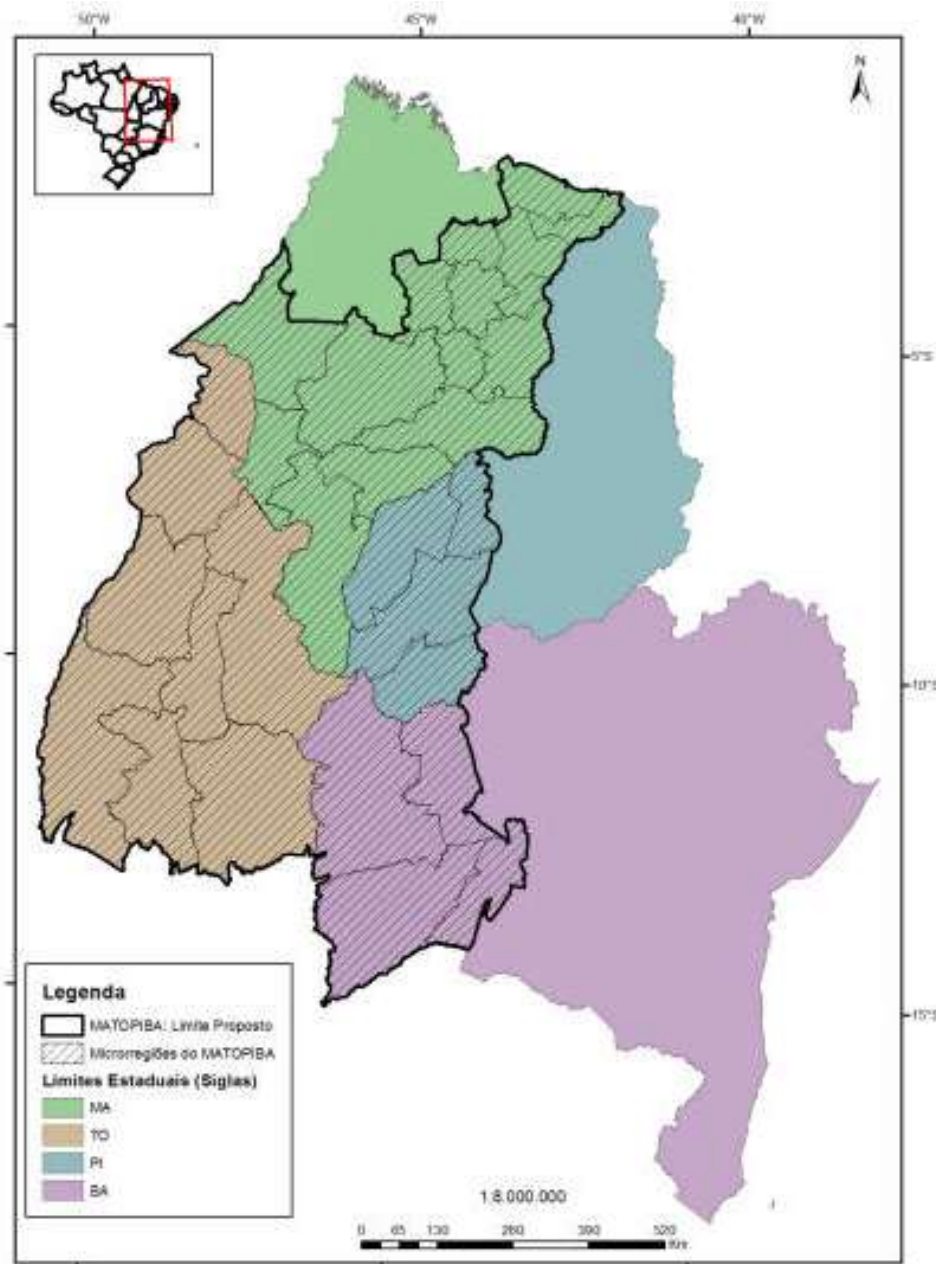 50°W 45°W 40°W
N
5°S
10°S
15°S
Legenda
MATOPIBA: Limite Proposto
Microrregiões do MATOPIBA
Limites Estaduais (Siglas)
MA
TO
PI
BA
1:8.000.000
0 65 130 260 390 520
Km